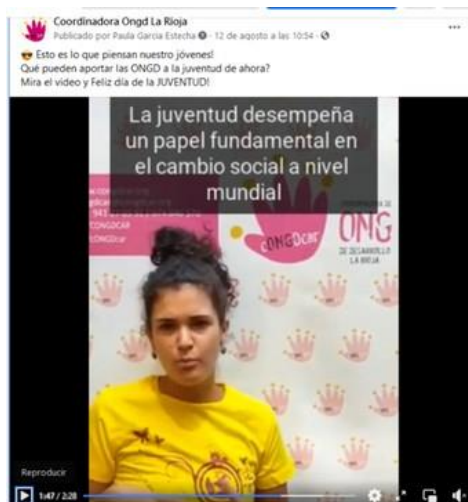 Coordinadora Ongd La Rioja
Publicado por Paula Garcia Estecha · 12 de agosto a las 10:54 ·
Esto es lo que piensan nuestro jóvenes!
Qué pueden aportar las ONGD a la juventud de ahora?
Mira el video y Feliz día de la JUVENTUD!
La juventud desempeña
un papel fundamental en
el cambio social a nivel
mundial
CONGDCAR
cONGDcar
ONG
DE DESARROLLO
LA RIOJA
Reproducir
1:47 / 2:28